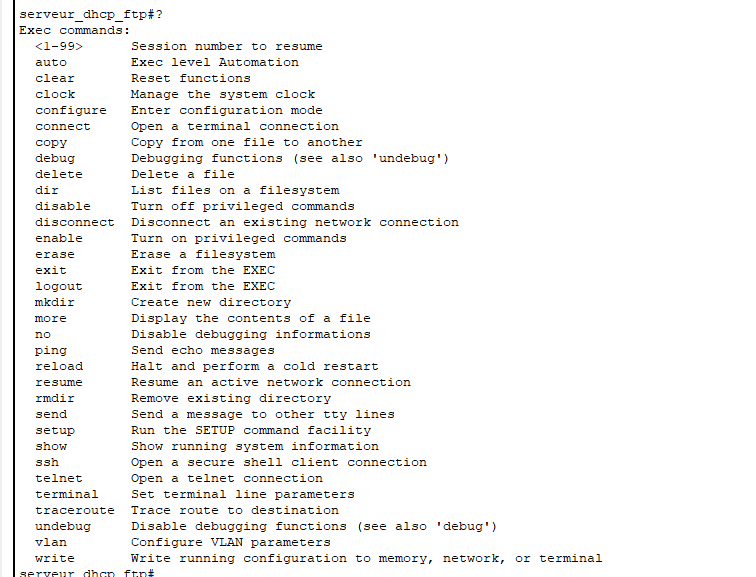 serveur_dhcp_ftp#?
Exec commands:
<1-99> Session number to resume
auto Exec level Automation
clear Reset functions
clock Manage the system clock
configure Enter configuration mode
connect Open a terminal connection
copy Copy from one file to another
debug Debugging functions (see also 'undebug')
delete Delete a file
dir List files on a filesystem
disable Turn off privileged commands
disconnect Disconnect an existing network connection
enable Turn on privileged commands
erase Erase a filesystem
exit Exit from the EXEC
logout Exit from the EXEC
mkdir Create new directory
more Display the contents of a file
no Disable debugging informations
ping Send echo messages
reload Halt and perform a cold restart
resume Resume an active network connection
rmdir Remove existing directory
send Send a message to other tty lines
setup Run the SETUP command facility
show Show running system information
ssh Open a secure shell client connection
telnet Open a telnet connection
terminal Set terminal line parameters
traceroute Trace route to destination
undebug Disable debugging functions (see also 'debug')
vlan Configure VLAN parameters
write Write running configuration to memory, network, or terminal
serveur_dhcp_ftp#